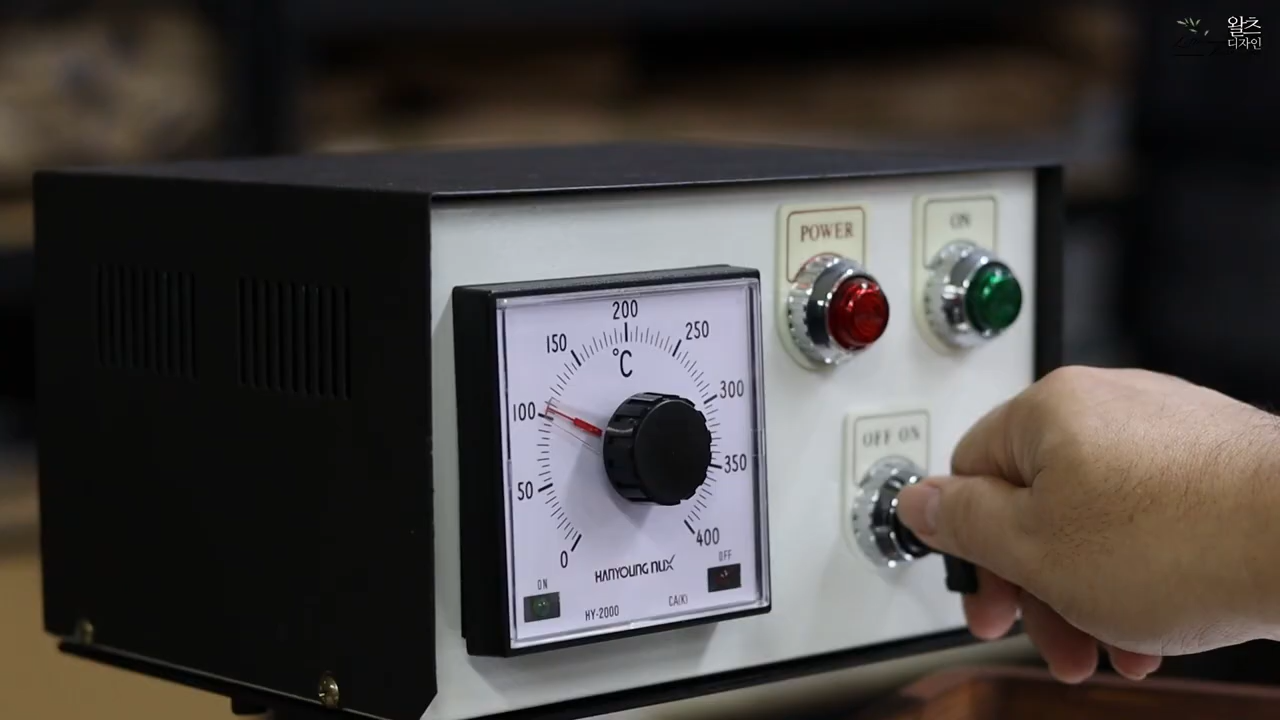 왈츠
디자인
POWER
ON
200
150
250
°C
300
100
350
50
400
0
HANYOUNG NUX
ON
OFF
HY-2000
CA(K)
OFF ON